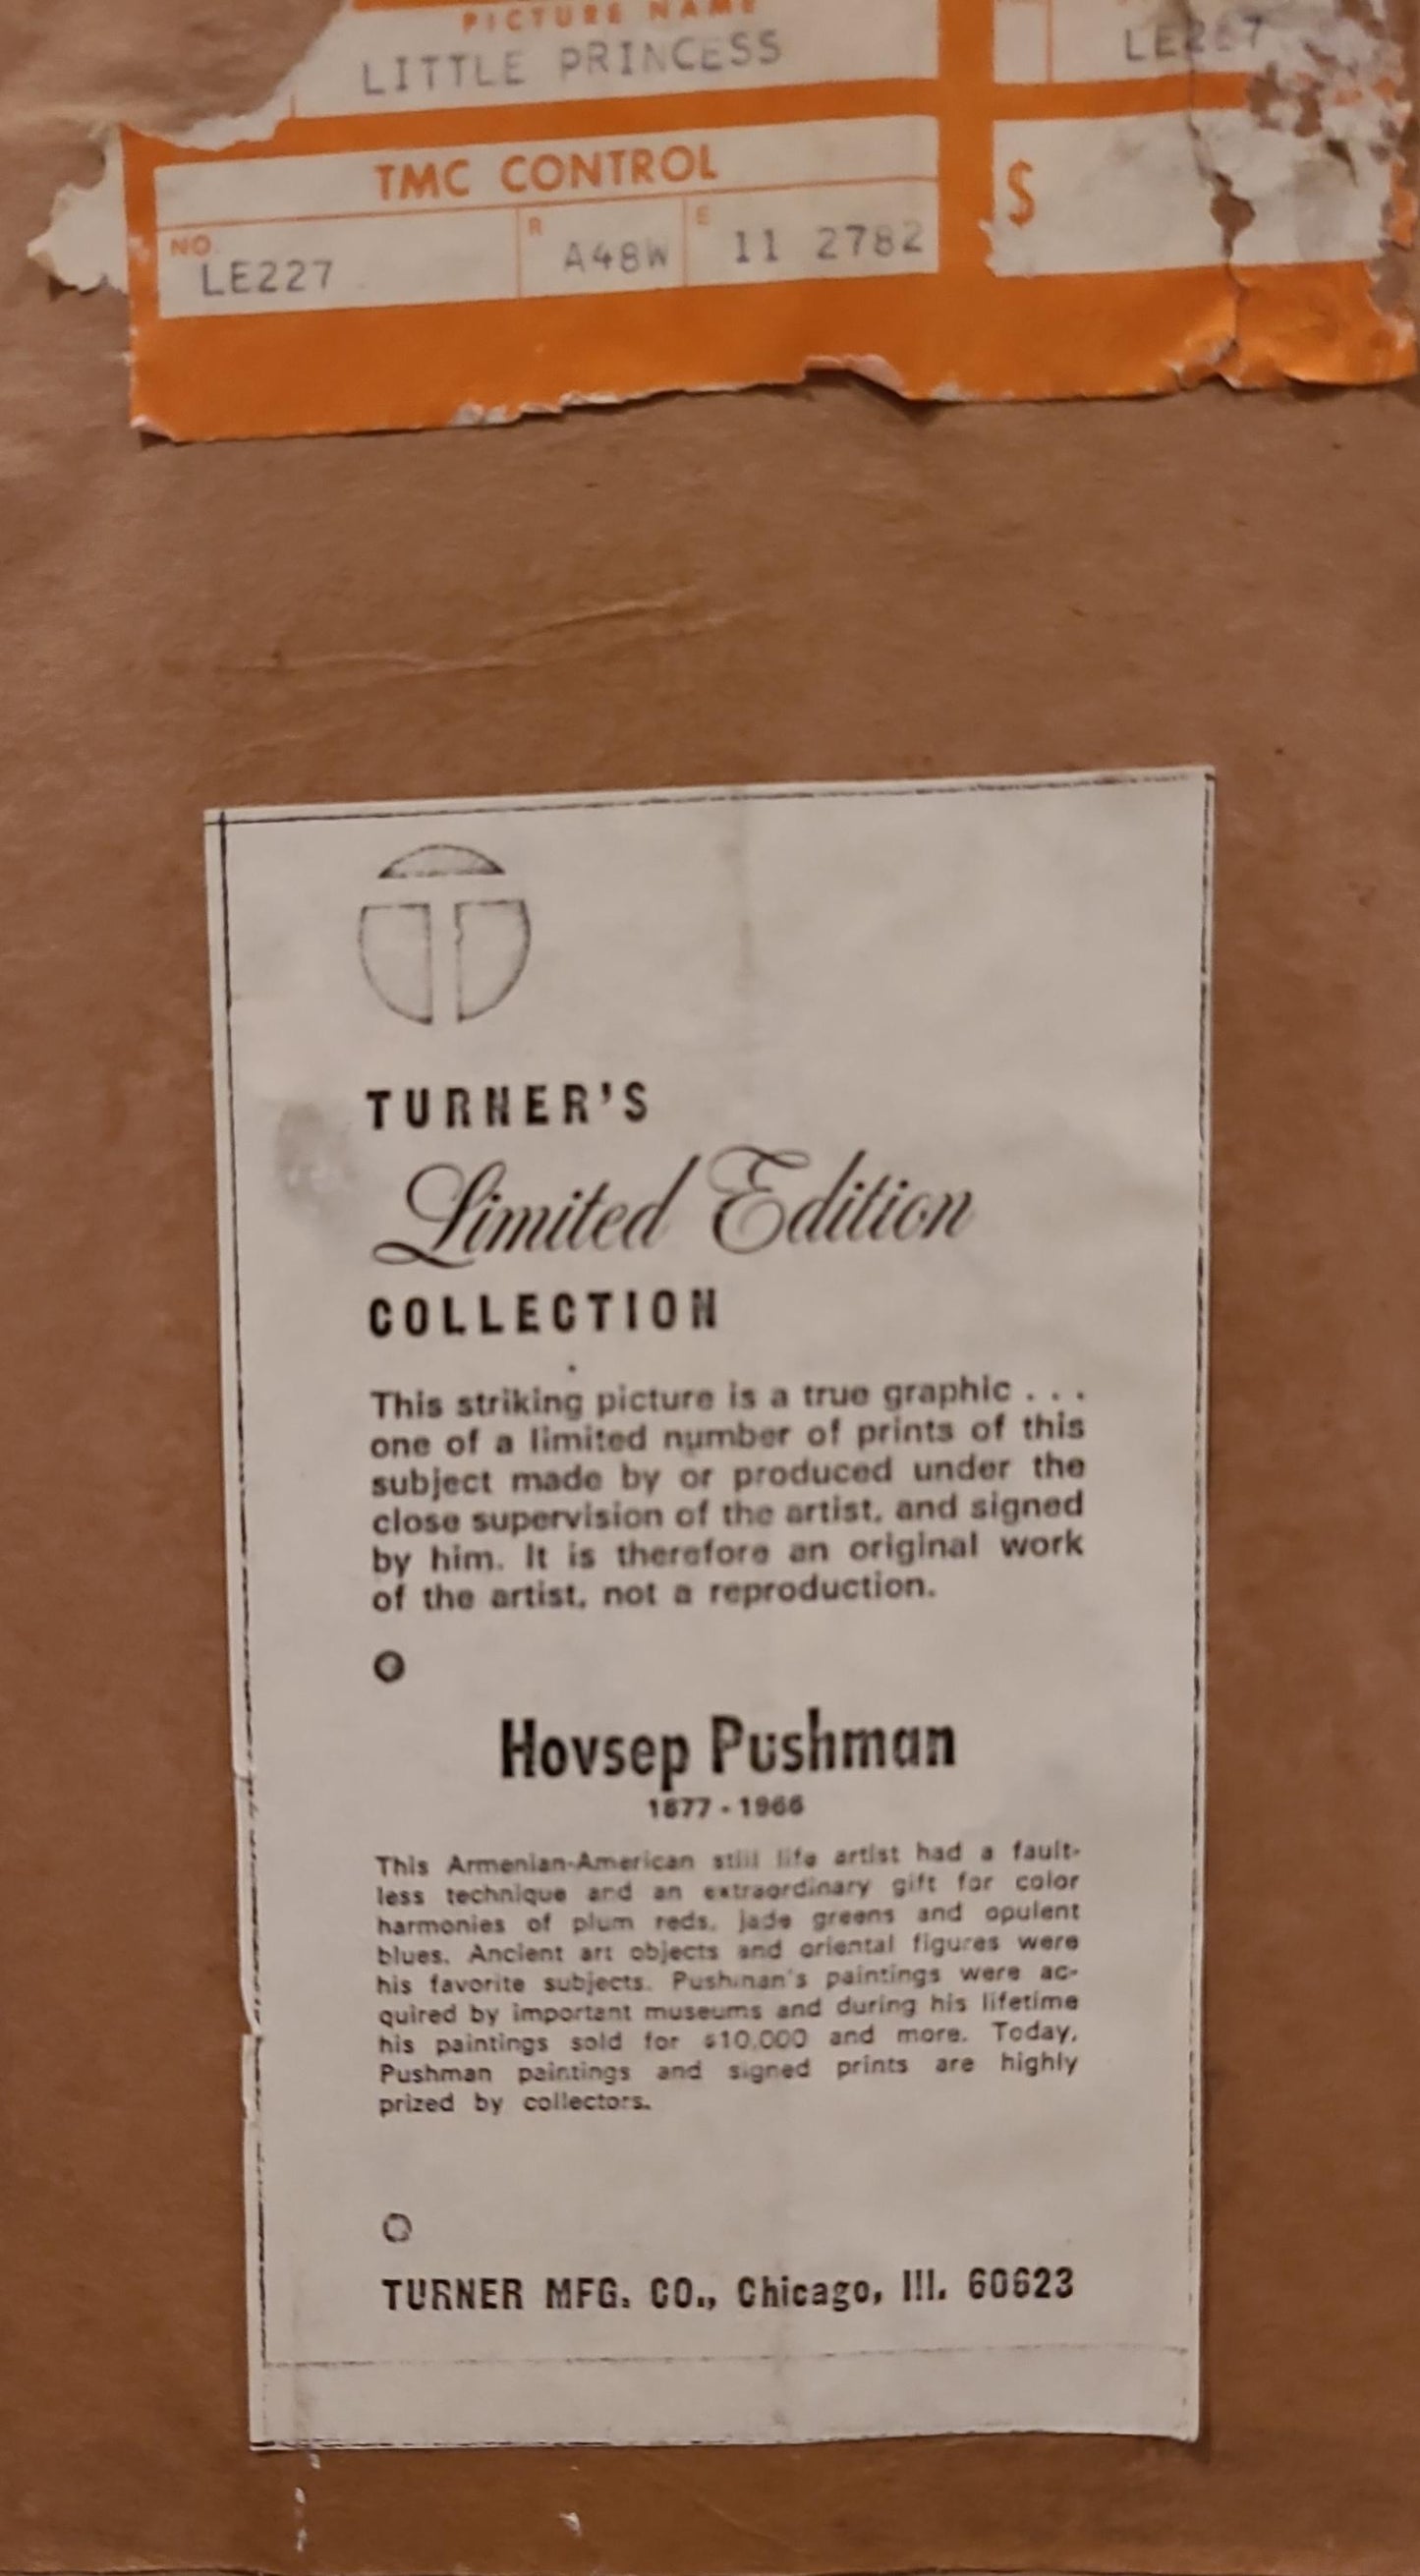 PICTURE NAME
LITTLE PRINCESS
TMC CONTROL
$
NO.
R
E
LE227
A48W
11 2782
TURNER'S
Limited Edition
COLLECTION
This striking picture is a true graphic . . .
one of a limited number of prints of this
subject made by or produced under the
close supervision of the artist, and signed
by him. It is therefore an original work
of the artist, not a reproduction.
Hovsep Pushman
1877 - 1966
This Armenian-American still life artist had a fault-
less technique and an extraordinary gift for color
harmonies of plum reds, jade greens and opulent
blues. Ancient art objects and oriental figures were
his favorite subjects. Pushman's paintings were ac-
quired by important museums and during his lifetime
his paintings sold for $10,000 and more. Today,
Pushman paintings and signed prints are highly
prized by collectors.
TURNER MFG. CO., Chicago, Ill. 60623